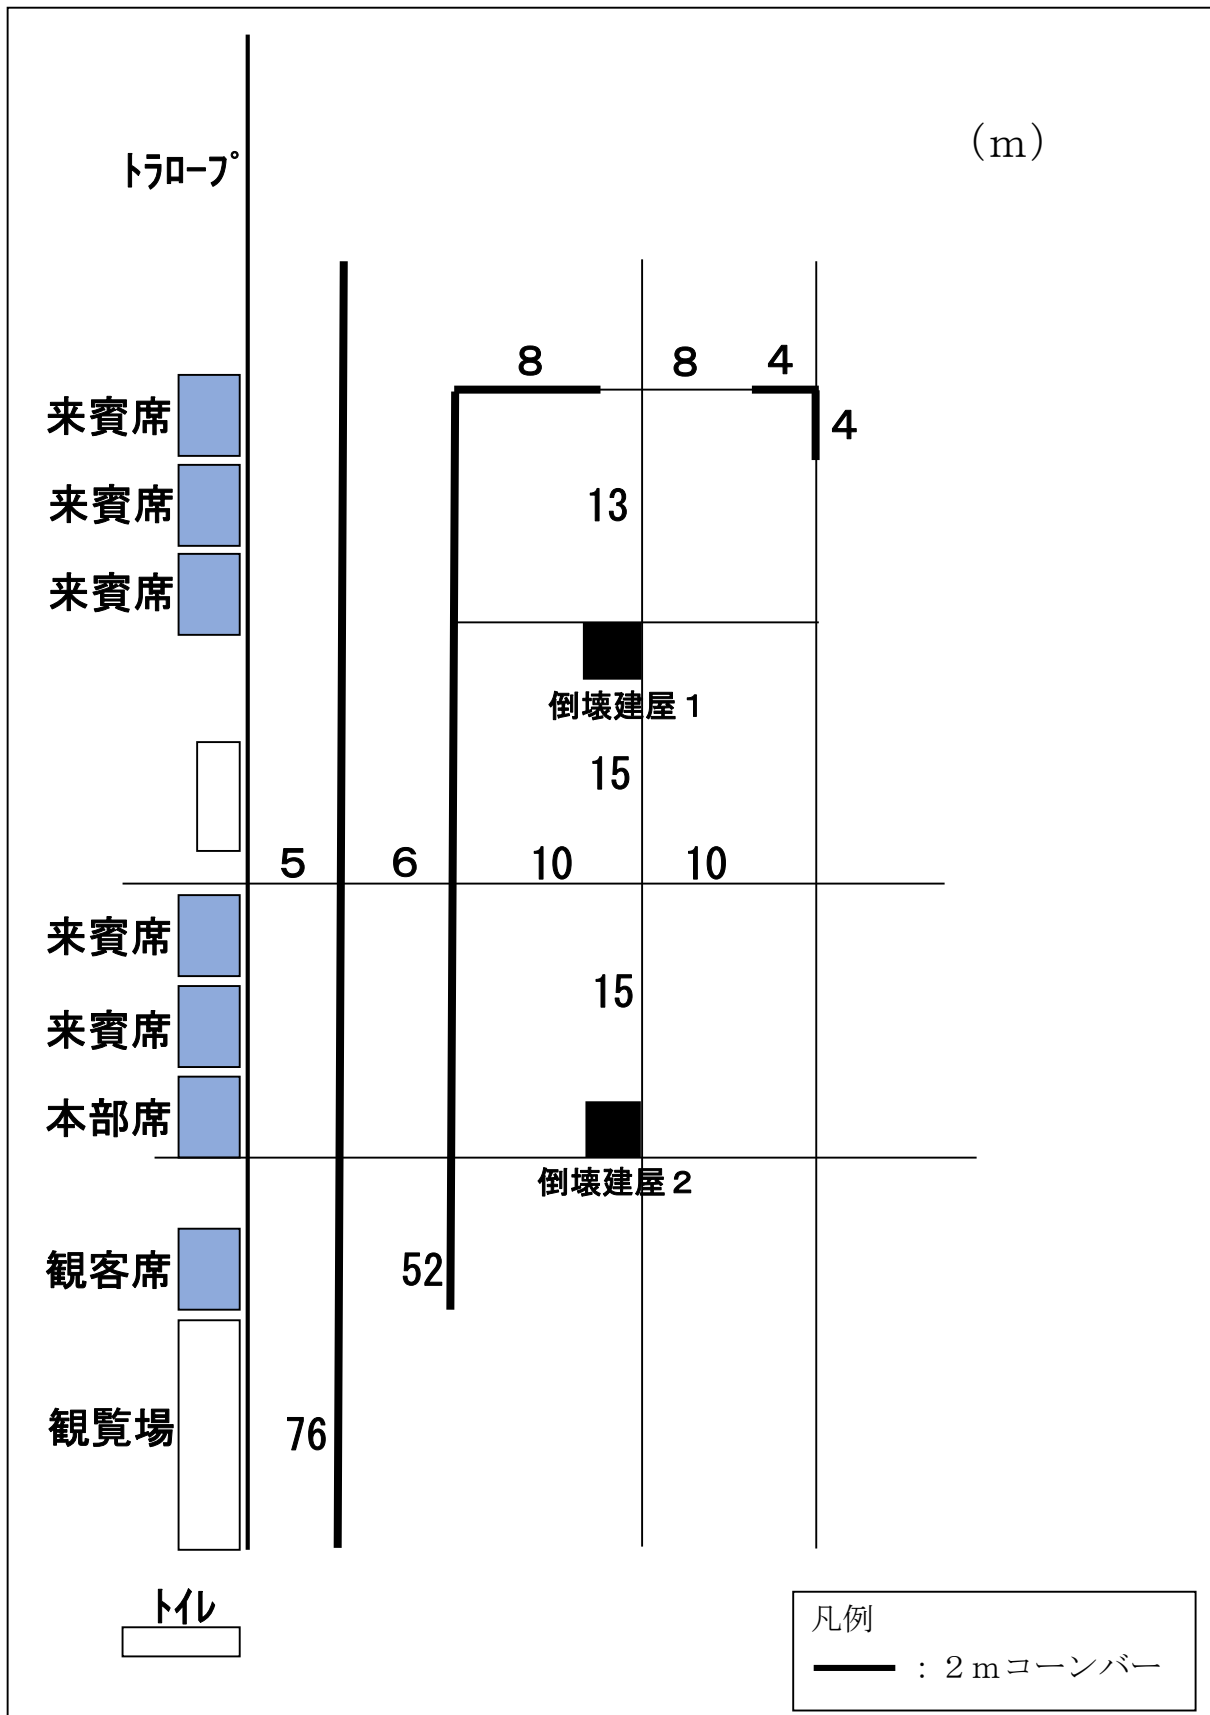 （m）
トラロープ
8
8
4
来賓席
4
来賓席
13
来賓席
倒壊建屋１
15
5
6
10
10
来賓席
15
来賓席
本部席
倒壊建屋２
観客席
52
観覧場
76
トイレ
凡例
：２ｍコーンバー